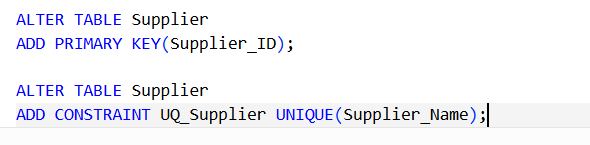 ALTER TABLE Supplier
ADD PRIMARY KEY(Supplier_ID);
ALTER TABLE Supplier
ADD CONSTRAINT UQ_Supplier UNIQUE(Supplier_Name);